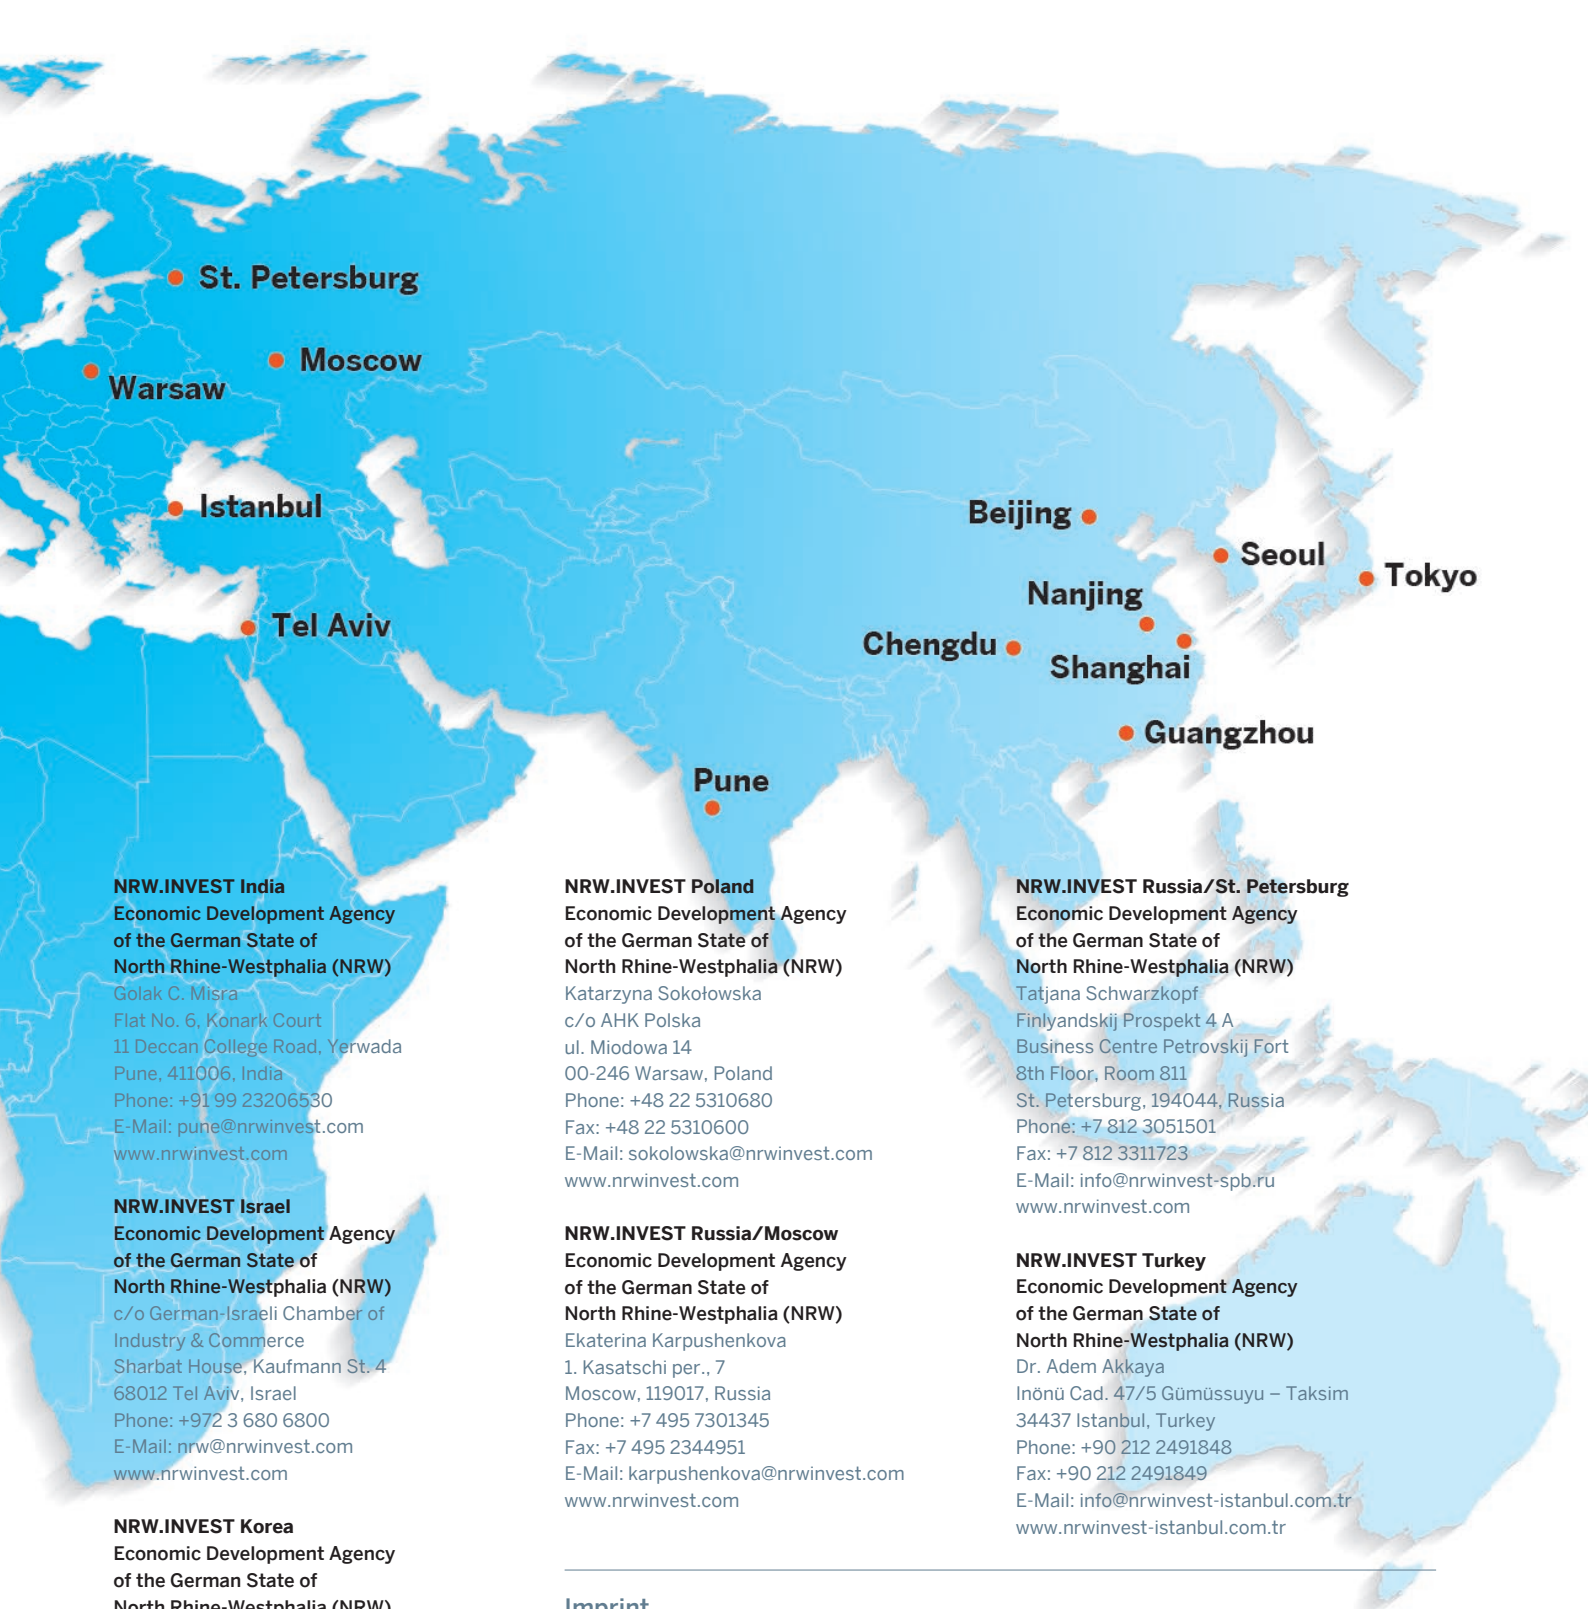 St. Petersburg
Moscow
Warsaw
Istanbul
Beijing
Seoul
Tokyo
Nanjing
Tel Aviv
Chengdu
Shanghai
Guangzhou
Pune
NRW.INVEST India
Economic Development Agency
of the German State of
North Rhine-Westphalia (NRW)
Golak C. Misra
Flat No. 6, Konark Court
11 Deccan College Road, Yerwada
Pune, 411006, India
Phone: +91 99 23206530
E-Mail: pune@nrwinvest.com
www.nrwinvest.com
NRW.INVEST Israel
Economic Development Agency
of the German State of
North Rhine-Westphalia (NRW)
c/o German-Israeli Chamber of
Industry & Commerce
Sharbat House, Kaufmann St. 4
68012 Tel Aviv, Israel
Phone: +972 3 680 6800
E-Mail: nrw@nrwinvest.com
www.nrwinvest.com
NRW.INVEST Korea
Economic Development Agency
of the German State of
North Rhine-Westphalia (NRW)
NRW.INVEST Poland
Economic Development Agency
of the German State of
North Rhine-Westphalia (NRW)
Katarzyna Sokołowska
c/o AHK Polska
ul. Miodowa 14
00-246 Warsaw, Poland
Phone: +48 22 5310680
Fax: +48 22 5310600
E-Mail: sokolowska@nrwinvest.com
www.nrwinvest.com
NRW.INVEST Russia/Moscow
Economic Development Agency
of the German State of
North Rhine-Westphalia (NRW)
Ekaterina Karpushenkova
1. Kasatschi per., 7
Moscow, 119017, Russia
Phone: +7 495 7301345
Fax: +7 495 2344951
E-Mail: karpushenkova@nrwinvest.com
www.nrwinvest.com
NRW.INVEST Russia/St. Petersburg
Economic Development Agency
of the German State of
North Rhine-Westphalia (NRW)
Tatjana Schwarzkopf
Finlyandskij Prospekt 4 A
Business Centre Petrovskij Fort
8th Floor, Room 811
St. Petersburg, 194044, Russia
Phone: +7 812 3051501
Fax: +7 812 3311723
E-Mail: info@nrwinvest-spb.ru
www.nrwinvest.com
NRW.INVEST Turkey
Economic Development Agency
of the German State of
North Rhine-Westphalia (NRW)
Dr. Adem Akkaya
Inönü Cad. 47/5 Gümüssuyu – Taksim
34437 Istanbul, Turkey
Phone: +90 212 2491848
Fax: +90 212 2491849
E-Mail: info@nrwinvest-istanbul.com.tr
www.nrwinvest-istanbul.com.tr
Imprint